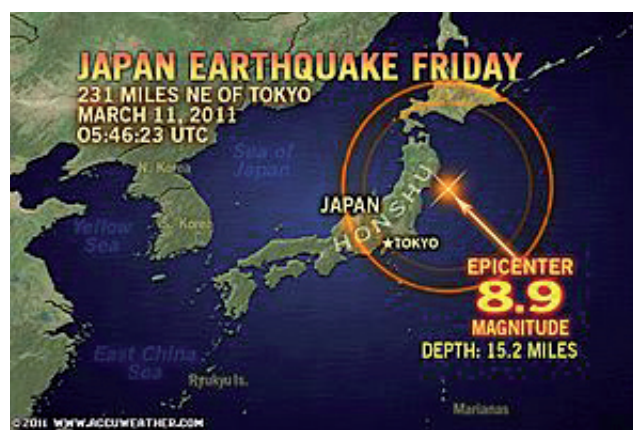 JAPAN EARTHQUAKE FRIDAY
231 MILES NE OF TOKYO
MARCH 11, 2011
05:46:23 UTC
Sea of
Japan
N. Korea
JAPAN
HONSHU
S. Korea
Yellow
Sea
★TOKYO
EPICENTER
8.9
MAGNITUDE
DEPTH: 15.2 MILES
East China
Sea
Ryukyu Is.
Marianas
©2011 WWW.ACCUWEATHER.COM